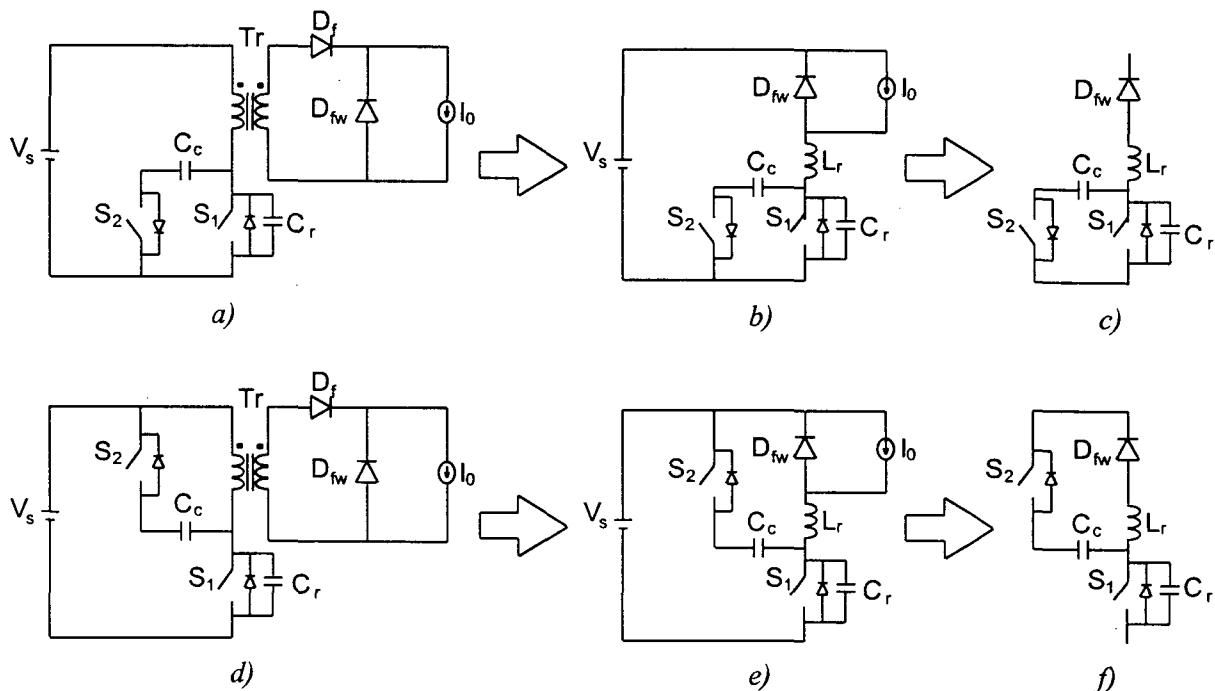 Tr
D_f
D_fw
I_0
V_s
C_c
S_2
S_1
C_r
a)
D_fw
I_0
V_s
L_r
C_c
S_2
S_1
C_r
b)
D_fw
L_r
C_c
S_2
S_1
C_r
c)
Tr
D_f
S_2
D_fw
I_0
V_s
C_c
S_1
C_r
d)
S_2
D_fw
I_0
V_s
C_c
L_r
S_1
C_r
e)
S_2
D_fw
C_c
L_r
S_1
C_r
f)